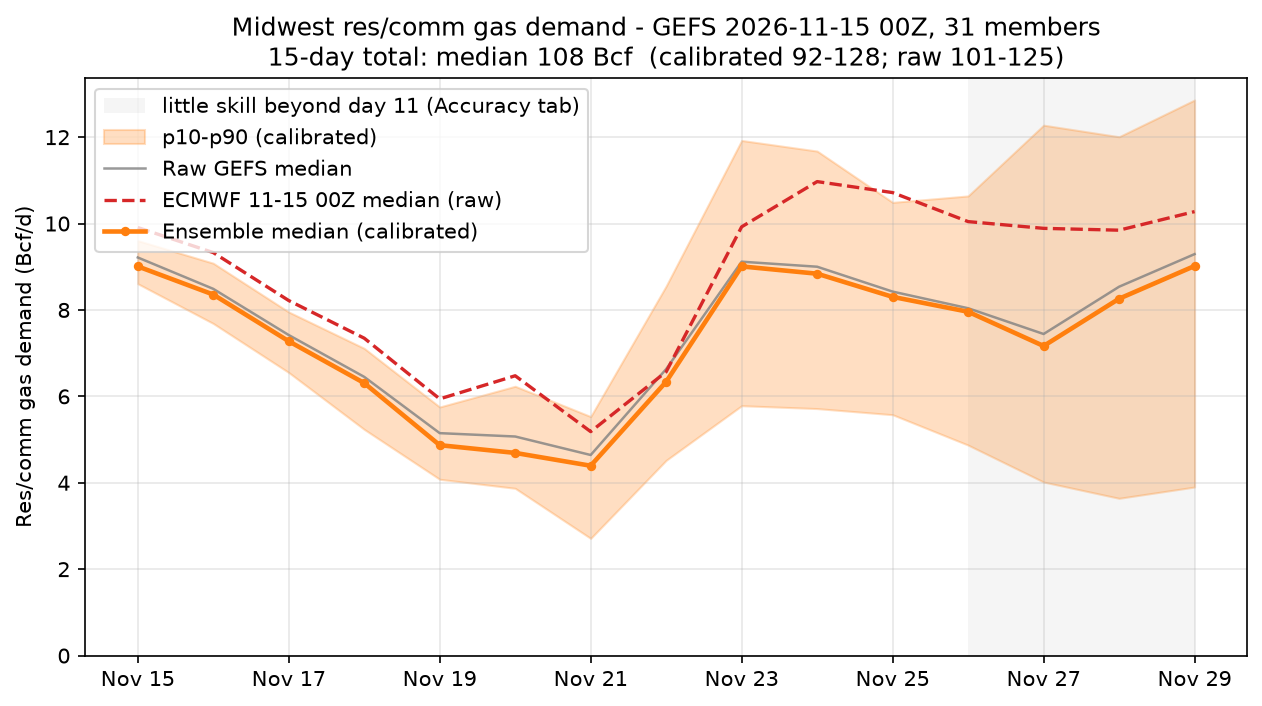 Midwest res/comm gas demand - GEFS 2026-11-15 00Z, 31 members
15-day total: median 108 Bcf  (calibrated 92-128; raw 101-125)
little skill beyond day 11 (Accuracy tab)
p10-p90 (calibrated)
Raw GEFS median
ECMWF 11-15 00Z median (raw)
Ensemble median (calibrated)
Res/comm gas demand (Bcf/d)
12
10
8
6
4
2
0
Nov 15
Nov 17
Nov 19
Nov 21
Nov 23
Nov 25
Nov 27
Nov 29